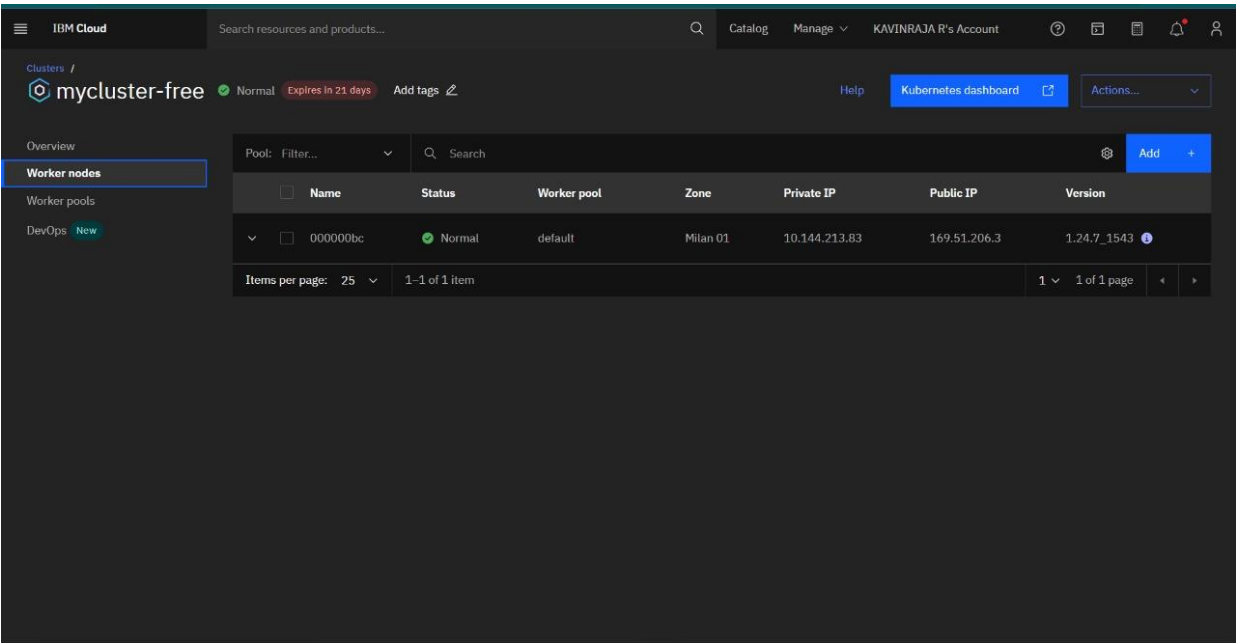 IBM Cloud Search resources and products... Catalog Manage KAVINRAJA R's Account
Clusters /
mycluster-free Normal Expires in 21 days Add tags Help Kubernetes dashboard Actions...
Overview
Worker nodes
Worker pools
DevOps New
Pool: Filter... Search Add +
Name Status Worker pool Zone Private IP Public IP Version
000000bc Normal default Milan 01 10.144.213.83 169.51.206.3 1.24.7_1543
Items per page: 25 1–1 of 1 item 1 1 of 1 page